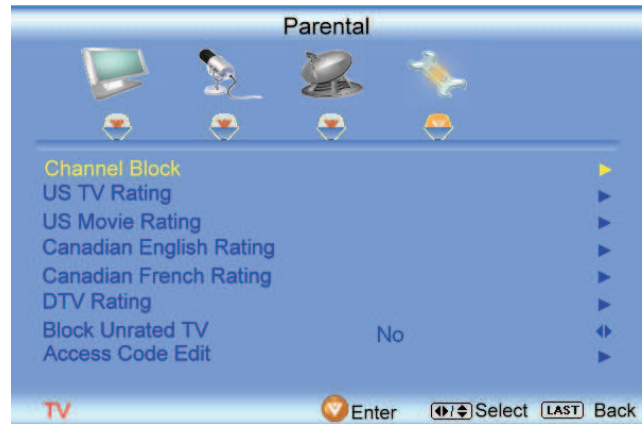 Parental
Channel Block
US TV Rating
US Movie Rating
Canadian English Rating
Canadian French Rating
DTV Rating
Block Unrated TV No
Access Code Edit
TV Enter Select LAST Back